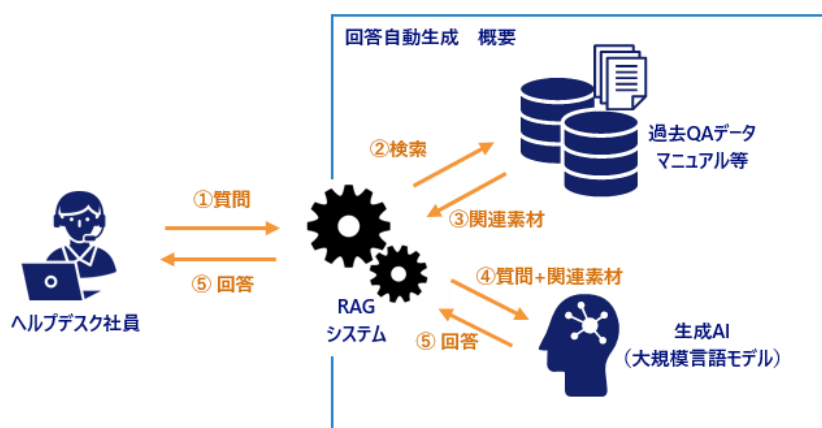 回答自動生成　概要
過去QAデータ
マニュアル等
②検索
①質問
③関連素材
⑤ 回答
④質問+関連素材
ヘルプデスク社員
RAG
システム
⑤ 回答
生成AI
（大規模言語モデル）